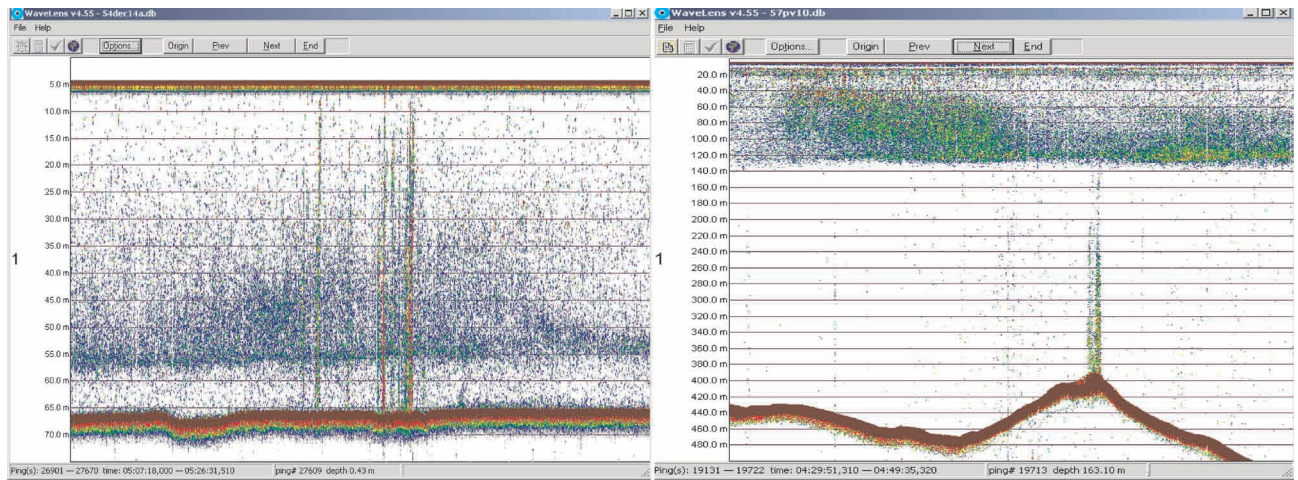 WaveLens v4.55 - 54dec14a.db
File Help
Options... Origin Prev Next End
5.0 m
10.0 m
15.0 m
20.0 m
25.0 m
30.0 m
35.0 m
1
40.0 m
45.0 m
50.0 m
55.0 m
60.0 m
65.0 m
70.0 m
Ping(s): 26901 — 27670 time: 05:07:18,000 — 05:26:31,510 ping# 27609 depth 0.43 m
WaveLens v4.55 - 57pv10.db
File Help
Options... Origin Prev Next End
20.0 m
40.0 m
60.0 m
80.0 m
100.0 m
120.0 m
140.0 m
160.0 m
180.0 m
200.0 m
220.0 m
240.0 m
1
260.0 m
280.0 m
300.0 m
320.0 m
340.0 m
360.0 m
380.0 m
400.0 m
420.0 m
440.0 m
460.0 m
480.0 m
Ping(s): 19131 — 19722 time: 04:29:51,310 — 04:49:35,320 ping# 19713 depth 163.10 m